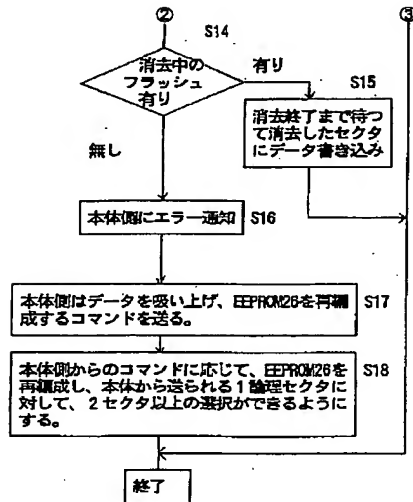 ② ③
S14
消去中の
フラッシュ
有り
有り
S15
消去終了まで待っ
て消去したセクタ
にデータ書き込み
無し
本体側にエラー通知 S16
本体側はデータを吸い上げ、EEPROM26を再編
成するコマンドを送る。
S17
本体側からのコマンドに応じて、EEPROM26を
再編成し、本体から送られる1論理セクタに
対して、2セクタ以上の選択ができるように
する。
S18
終了